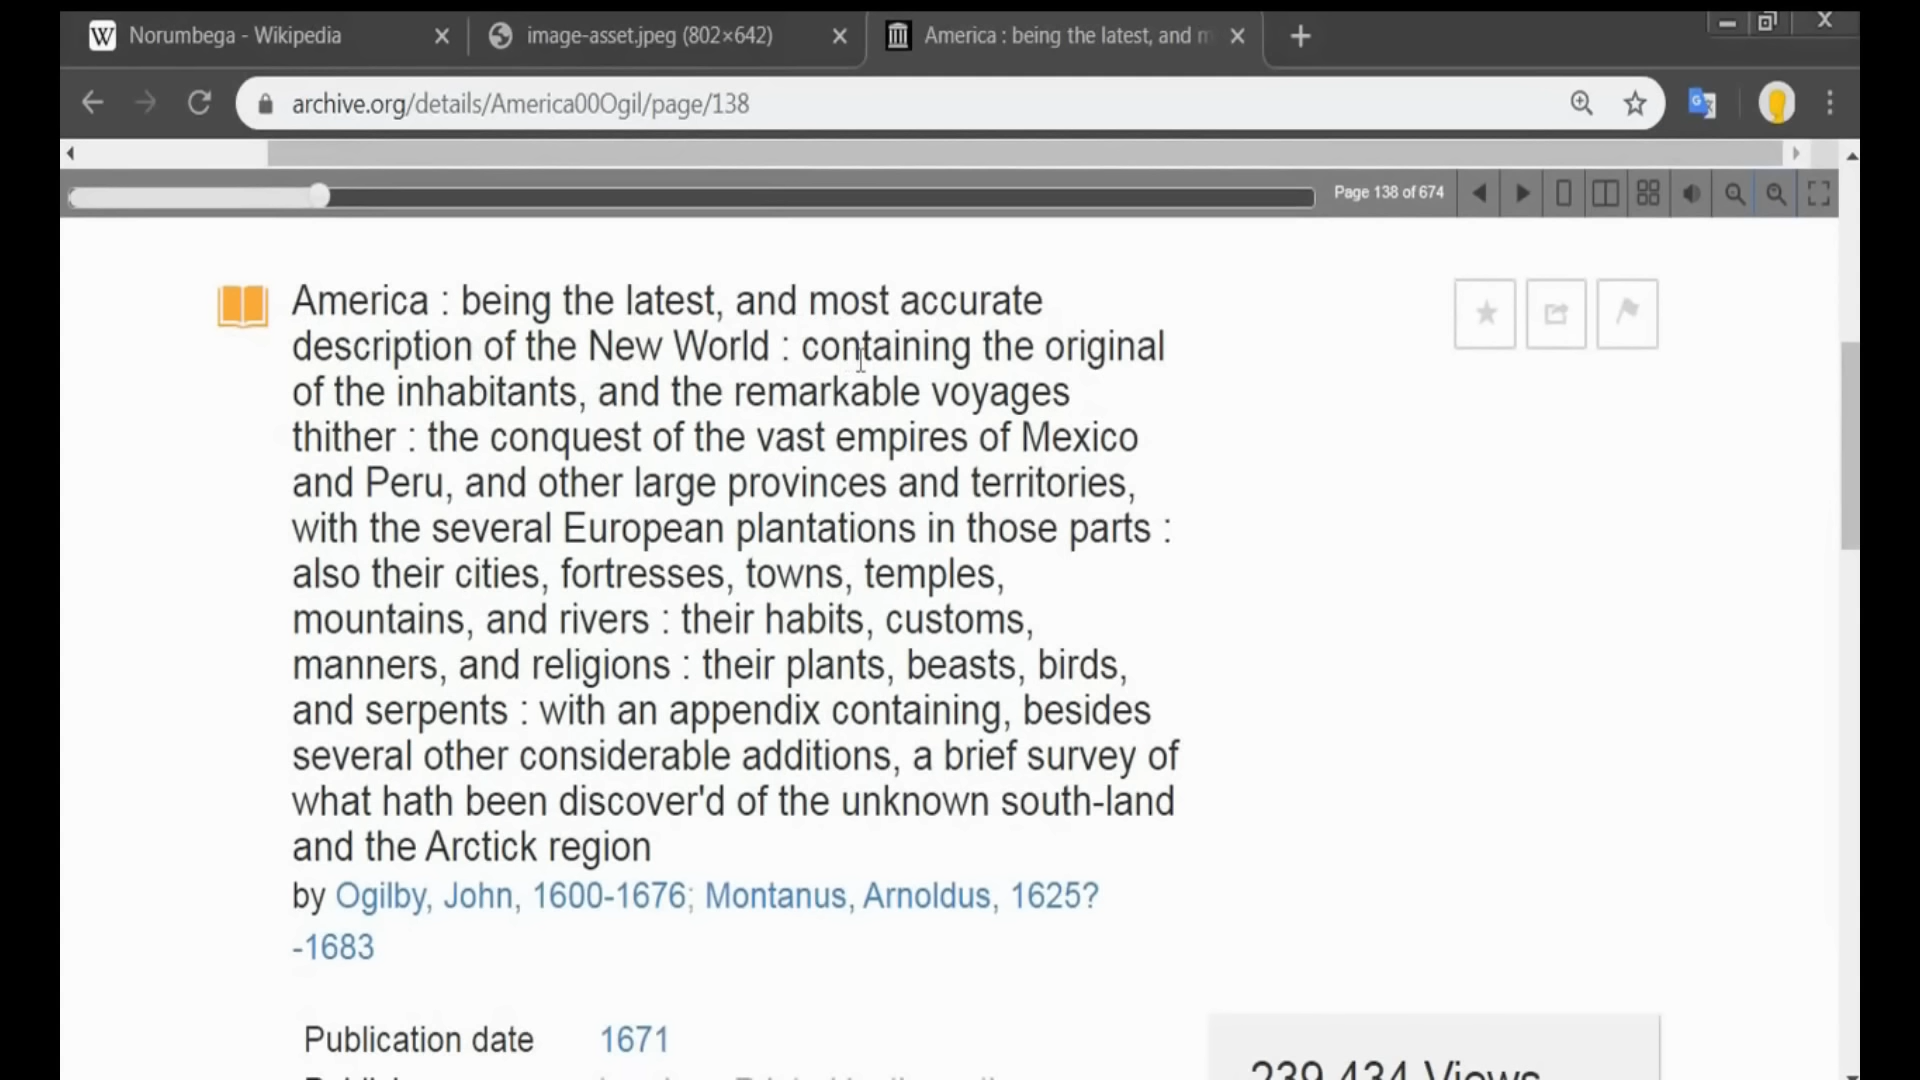 Norumbega - Wikipedia
image-asset.jpeg (802×642)
America : being the latest, and m
archive.org/details/America00Ogil/page/138
Page 138 of 674
America : being the latest, and most accurate
description of the New World : containing the original
of the inhabitants, and the remarkable voyages
thither : the conquest of the vast empires of Mexico
and Peru, and other large provinces and territories,
with the several European plantations in those parts :
also their cities, fortresses, towns, temples,
mountains, and rivers : their habits, customs,
manners, and religions : their plants, beasts, birds,
and serpents : with an appendix containing, besides
several other considerable additions, a brief survey of
what hath been discover'd of the unknown south-land
and the Arctick region
by Ogilby, John, 1600-1676; Montanus, Arnoldus, 1625?
-1683
Publication date 1671
239,434 Views